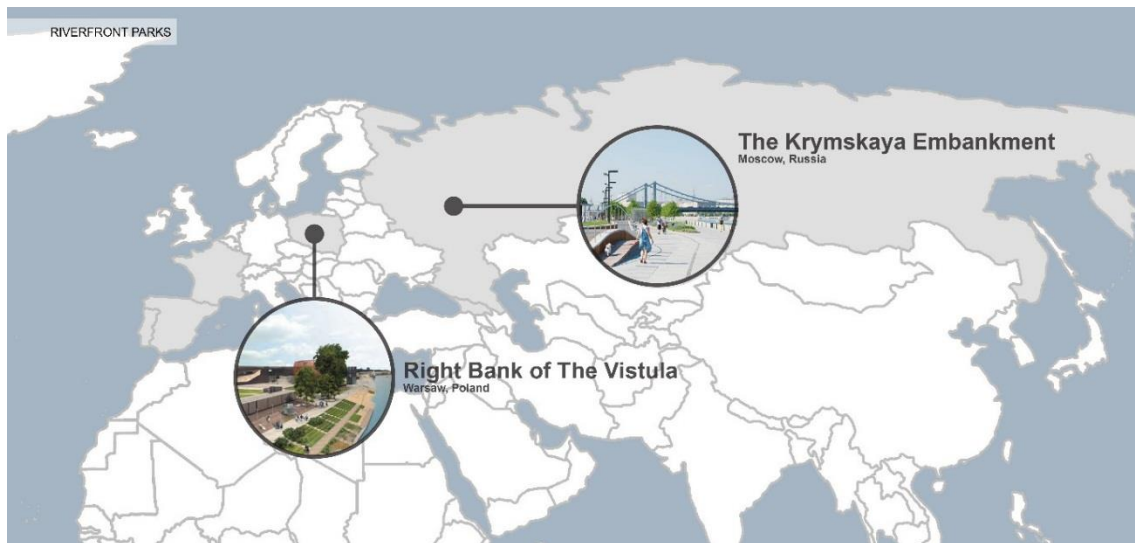 RIVERFRONT PARKS
The Krymskaya Embankment
Moscow, Russia
Right Bank of The Vistula
Warsaw, Poland